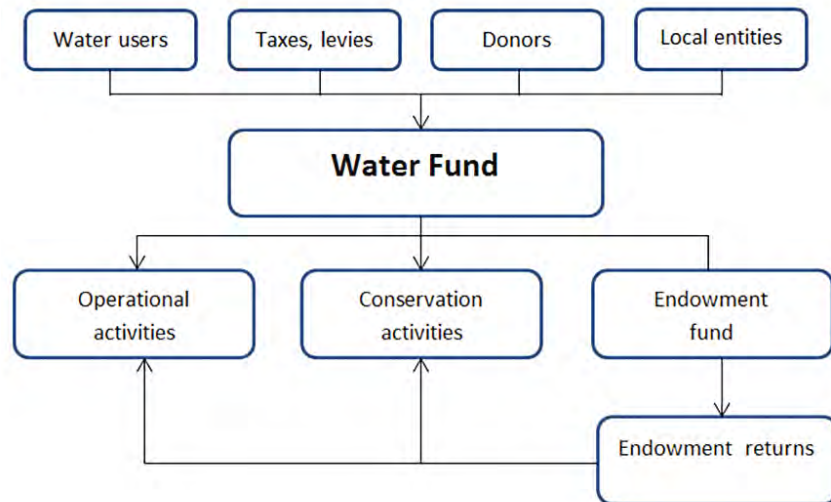 Water users
Taxes, levies
Donors
Local entities
Water Fund
Operational
activities
Conservation
activities
Endowment
fund
Endowment returns